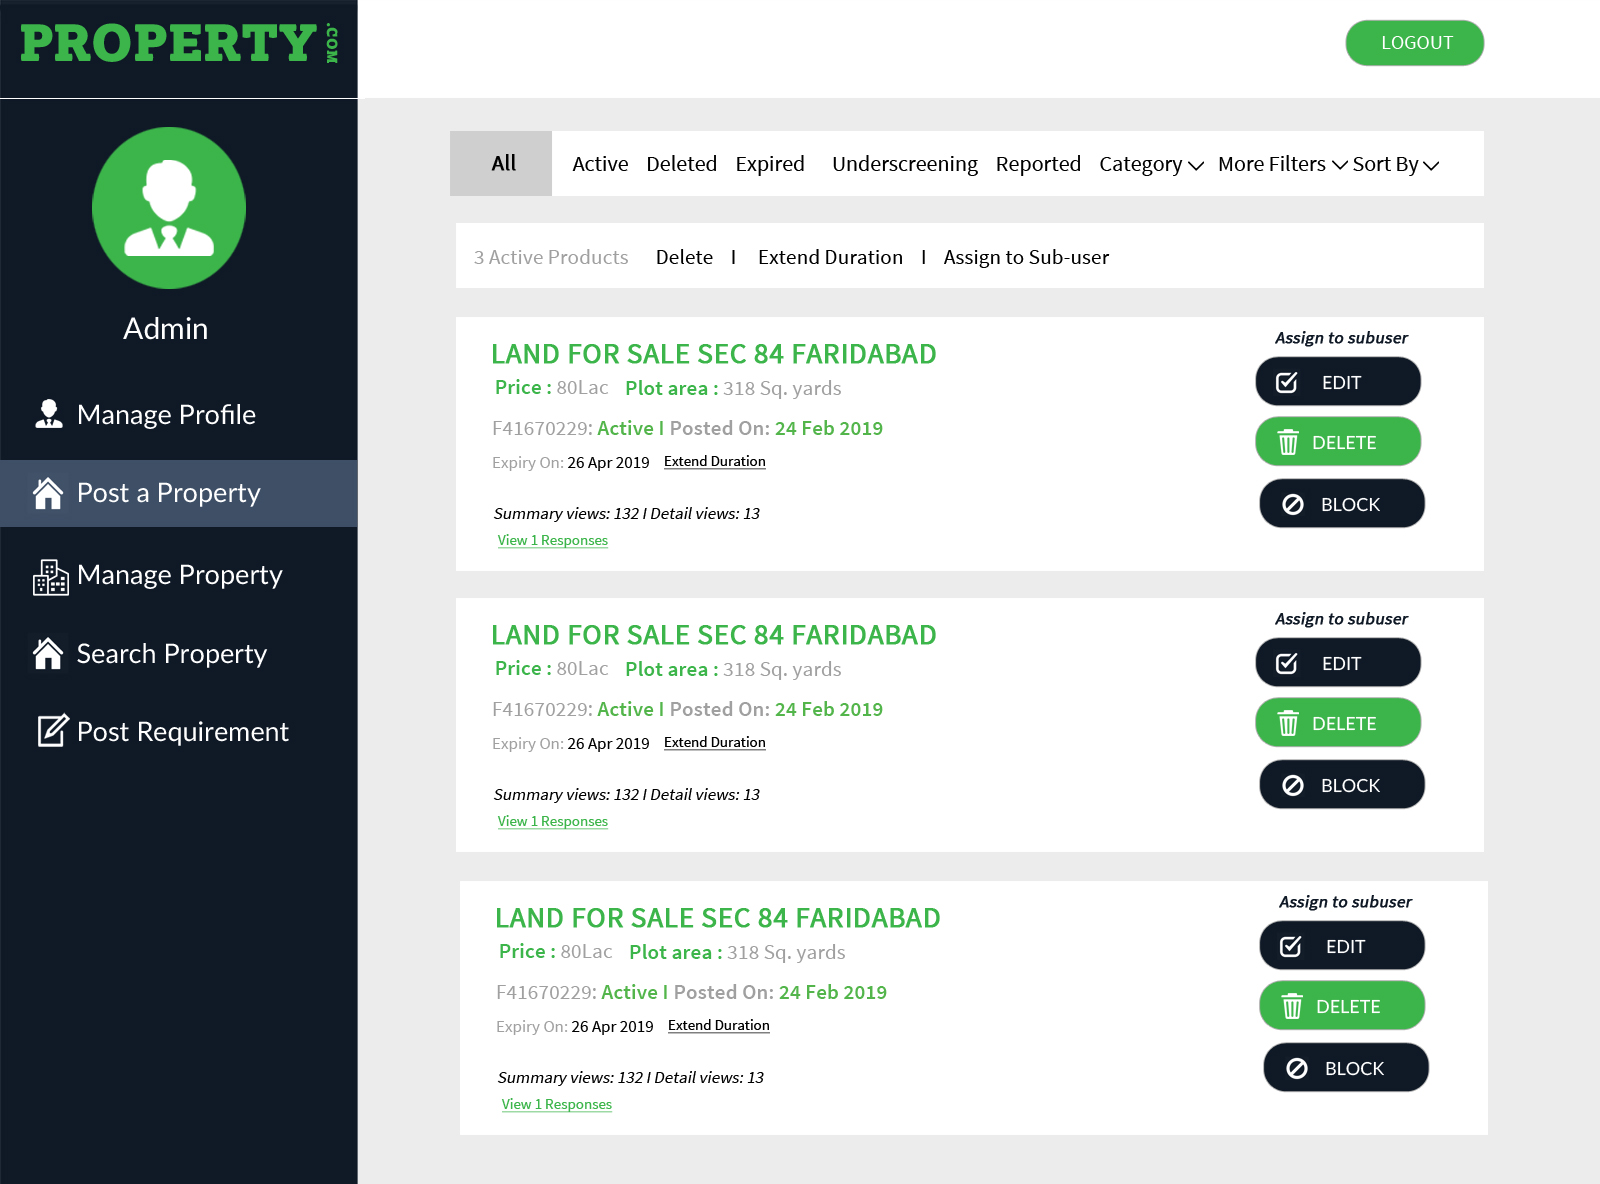 PROPERTY .COM
LOGOUT
Admin
Manage Profile
Post a Property
Manage Property
Search Property
Post Requirement
All Active Deleted Expired Underscreening Reported Category More Filters Sort By
3 Active Products Delete I Extend Duration I Assign to Sub-user
LAND FOR SALE SEC 84 FARIDABAD
Price : 80Lac Plot area : 318 Sq. yards
F41670229: Active I Posted On: 24 Feb 2019
Expiry On: 26 Apr 2019 Extend Duration
Summary views: 132 I Detail views: 13
View 1 Responses
Assign to subuser
EDIT
DELETE
BLOCK
LAND FOR SALE SEC 84 FARIDABAD
Price : 80Lac Plot area : 318 Sq. yards
F41670229: Active I Posted On: 24 Feb 2019
Expiry On: 26 Apr 2019 Extend Duration
Summary views: 132 I Detail views: 13
View 1 Responses
Assign to subuser
EDIT
DELETE
BLOCK
LAND FOR SALE SEC 84 FARIDABAD
Price : 80Lac Plot area : 318 Sq. yards
F41670229: Active I Posted On: 24 Feb 2019
Expiry On: 26 Apr 2019 Extend Duration
Summary views: 132 I Detail views: 13
View 1 Responses
Assign to subuser
EDIT
DELETE
BLOCK